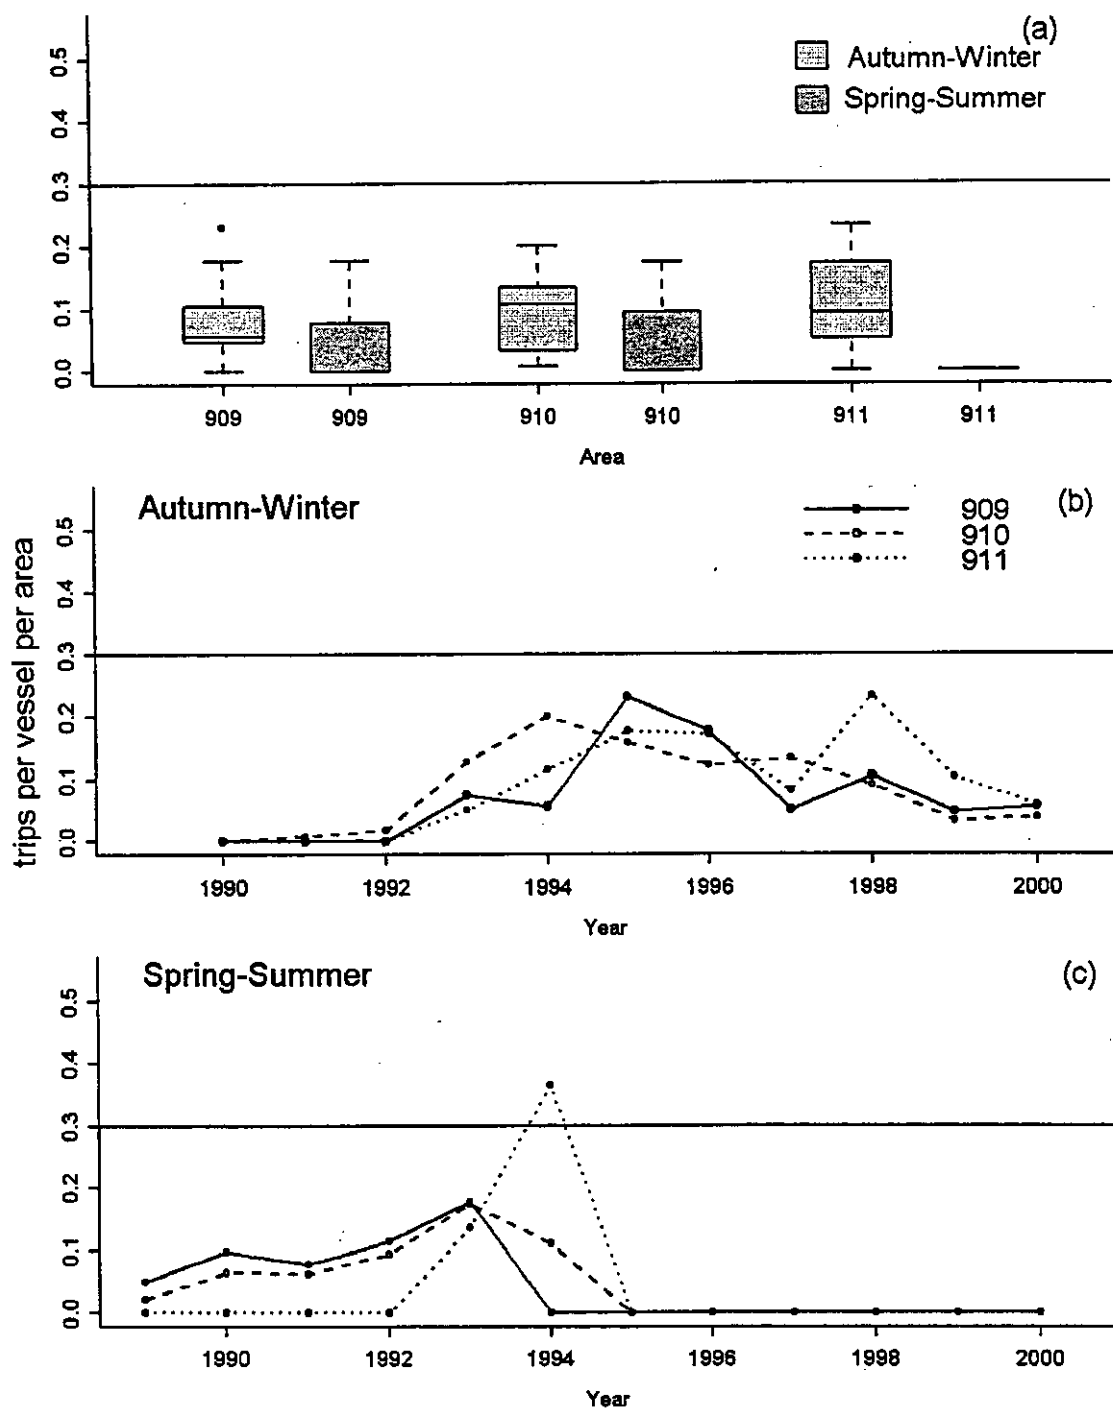 (a)
Autumn-Winter
Spring-Summer
0.5
0.4
0.3
0.2
0.1
0.0
909 909 910 910 911 911
Area
trips per vessel per area
Autumn-Winter
(b)
909
910
911
0.5
0.4
0.3
0.2
0.1
0.0
1990 1992 1994 1996 1998 2000
Year
Spring-Summer
(c)
0.5
0.4
0.3
0.2
0.1
0.0
1990 1992 1994 1996 1998 2000
Year